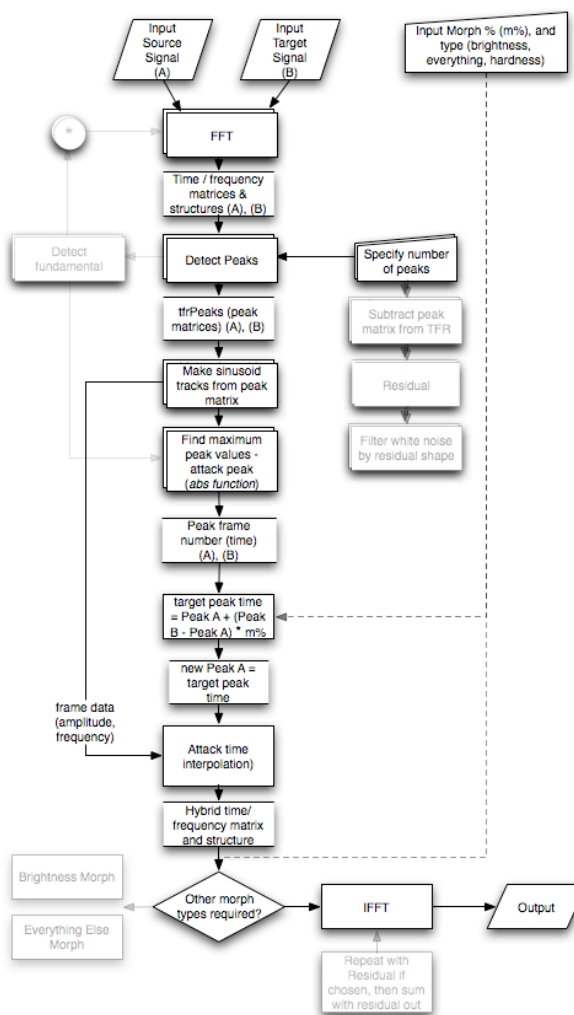 Input
Source
Signal
(A)
Input
Target
Signal
(B)
Input Morph % (m%), and
type (brightness,
everything, hardness)
*
FFT
Time / frequency
matrices &
structures (A), (B)
Detect
fundamental
Detect Peaks
Specify number
of peaks
tfrPeaks (peak
matrices) (A), (B)
Subtract peak
matrix from TFR
Make sinusoid
tracks from peak
matrix
Residual
Find maximum
peak values -
attack peak
(abs function)
Filter white noise
by residual shape
Peak frame
number (time)
(A), (B)
target peak time
= Peak A + (Peak
B - Peak A) * m%
new Peak A =
target peak
time
frame data
(amplitude,
frequency)
Attack time
interpolation)
Hybrid time/
frequency matrix
and structure
Brightness Morph
Everything Else
Morph
Other morph
types required?
IFFT
Output
Repeat with
Residual if
chosen, then sum
with residual out